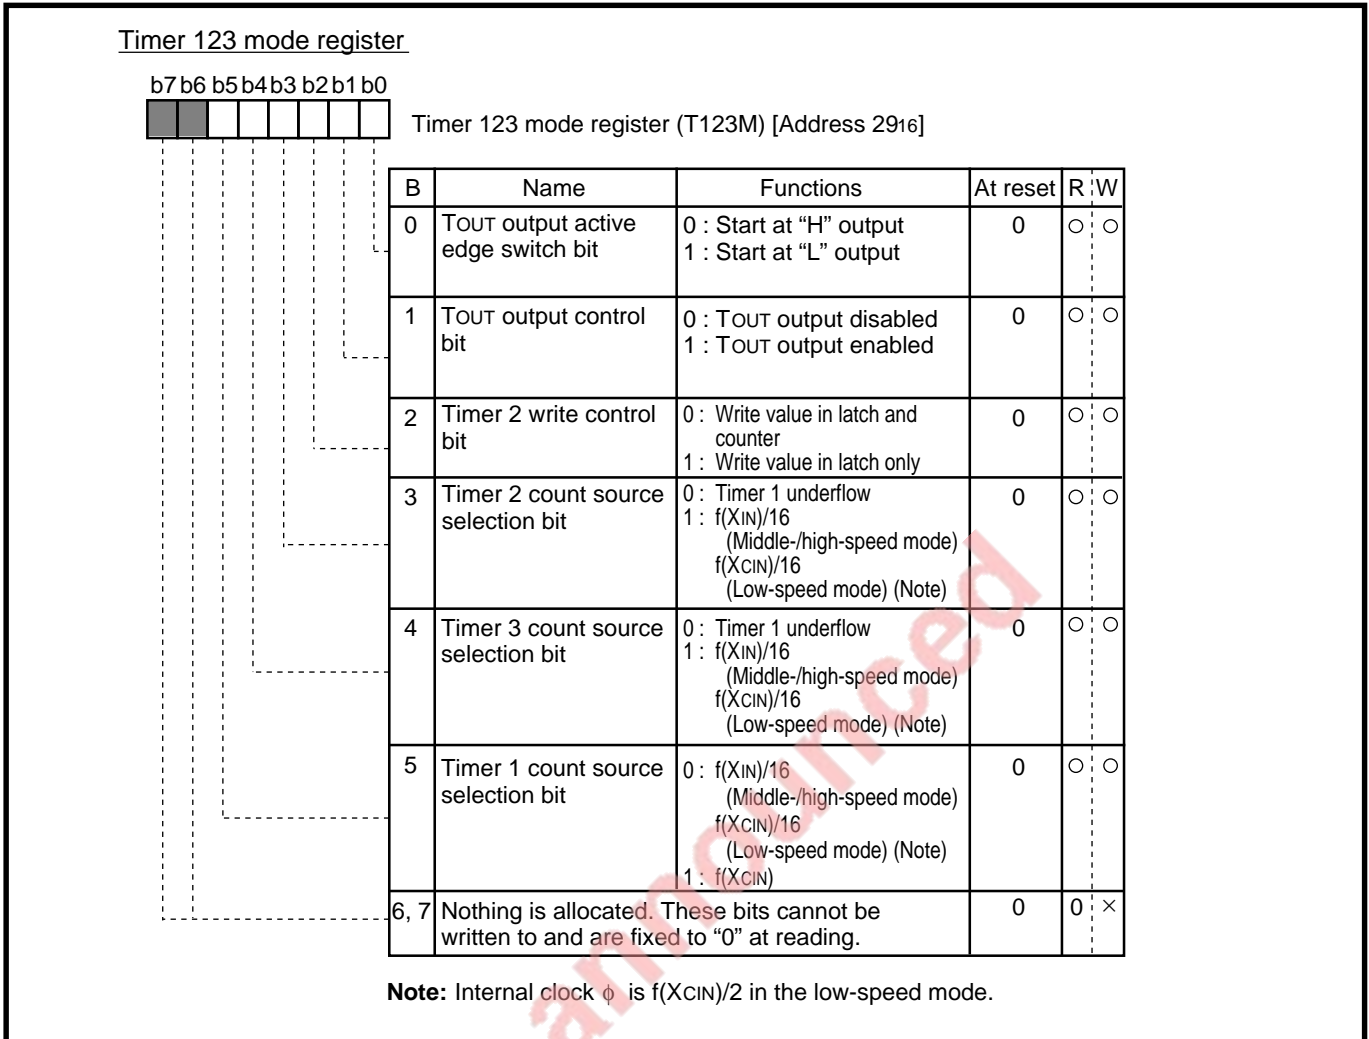 Timer 123 mode register
b7 b6 b5 b4 b3 b2 b1 b0
Timer 123 mode register (T123M) [Address 2916]
B Name Functions At reset R W
0 TOUT output active edge switch bit 0 : Start at “H” output 0 ○ ○
1 : Start at “L” output
1 TOUT output control bit 0 : TOUT output disabled 0 ○ ○
1 : TOUT output enabled
2 Timer 2 write control bit 0 : Write value in latch and 0 ○ ○
counter
1 : Write value in latch only
3 Timer 2 count source selection bit 0 : Timer 1 underflow 0 ○ ○
1 : f(XIN)/16
(Middle-/high-speed mode)
f(XCIN)/16
(Low-speed mode) (Note)
4 Timer 3 count source selection bit 0 : Timer 1 underflow 0 ○ ○
1 : f(XIN)/16
(Middle-/high-speed mode)
f(XCIN)/16
(Low-speed mode) (Note)
5 Timer 1 count source selection bit 0 : f(XIN)/16 0 ○ ○
(Middle-/high-speed mode)
f(XCIN)/16
(Low-speed mode) (Note)
1 : f(XCIN)
6, 7 Nothing is allocated. These bits cannot be 0 0 ×
written to and are fixed to “0” at reading.
Note: Internal clock ϕ is f(XCIN)/2 in the low-speed mode.
announced